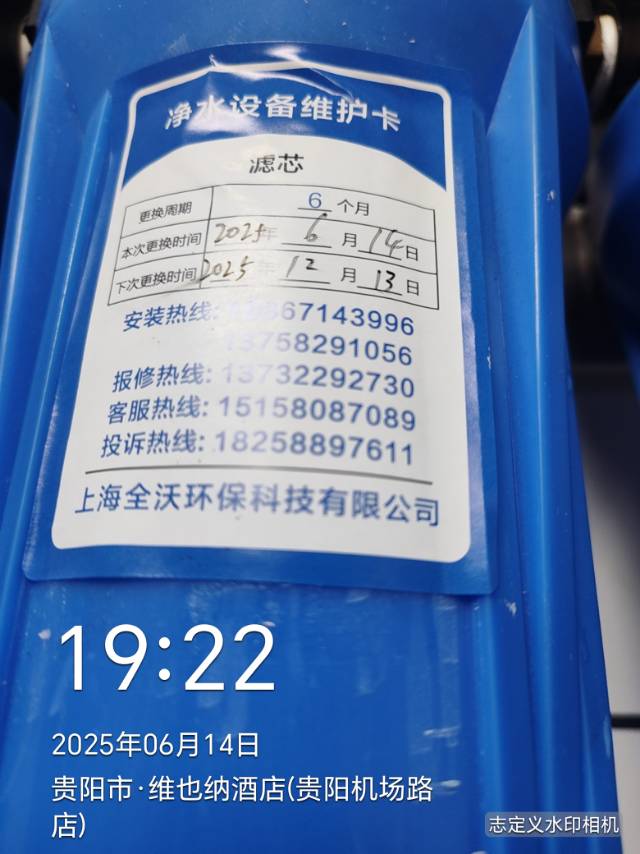 净水设备维护卡
滤芯
更换周期 6 个月
本次更换时间 2025年 6 月 14 日
下次更换时间 2025 年 12 月 13 日
安装热线:
13758291056
报修热线: 13732292730
客服热线: 15158087089
投诉热线: 18258897611
上海全沃环保科技有限公司
19:22
2025年06月14日
贵阳市·维也纳酒店(贵阳机场路
店)
志定义水印相机